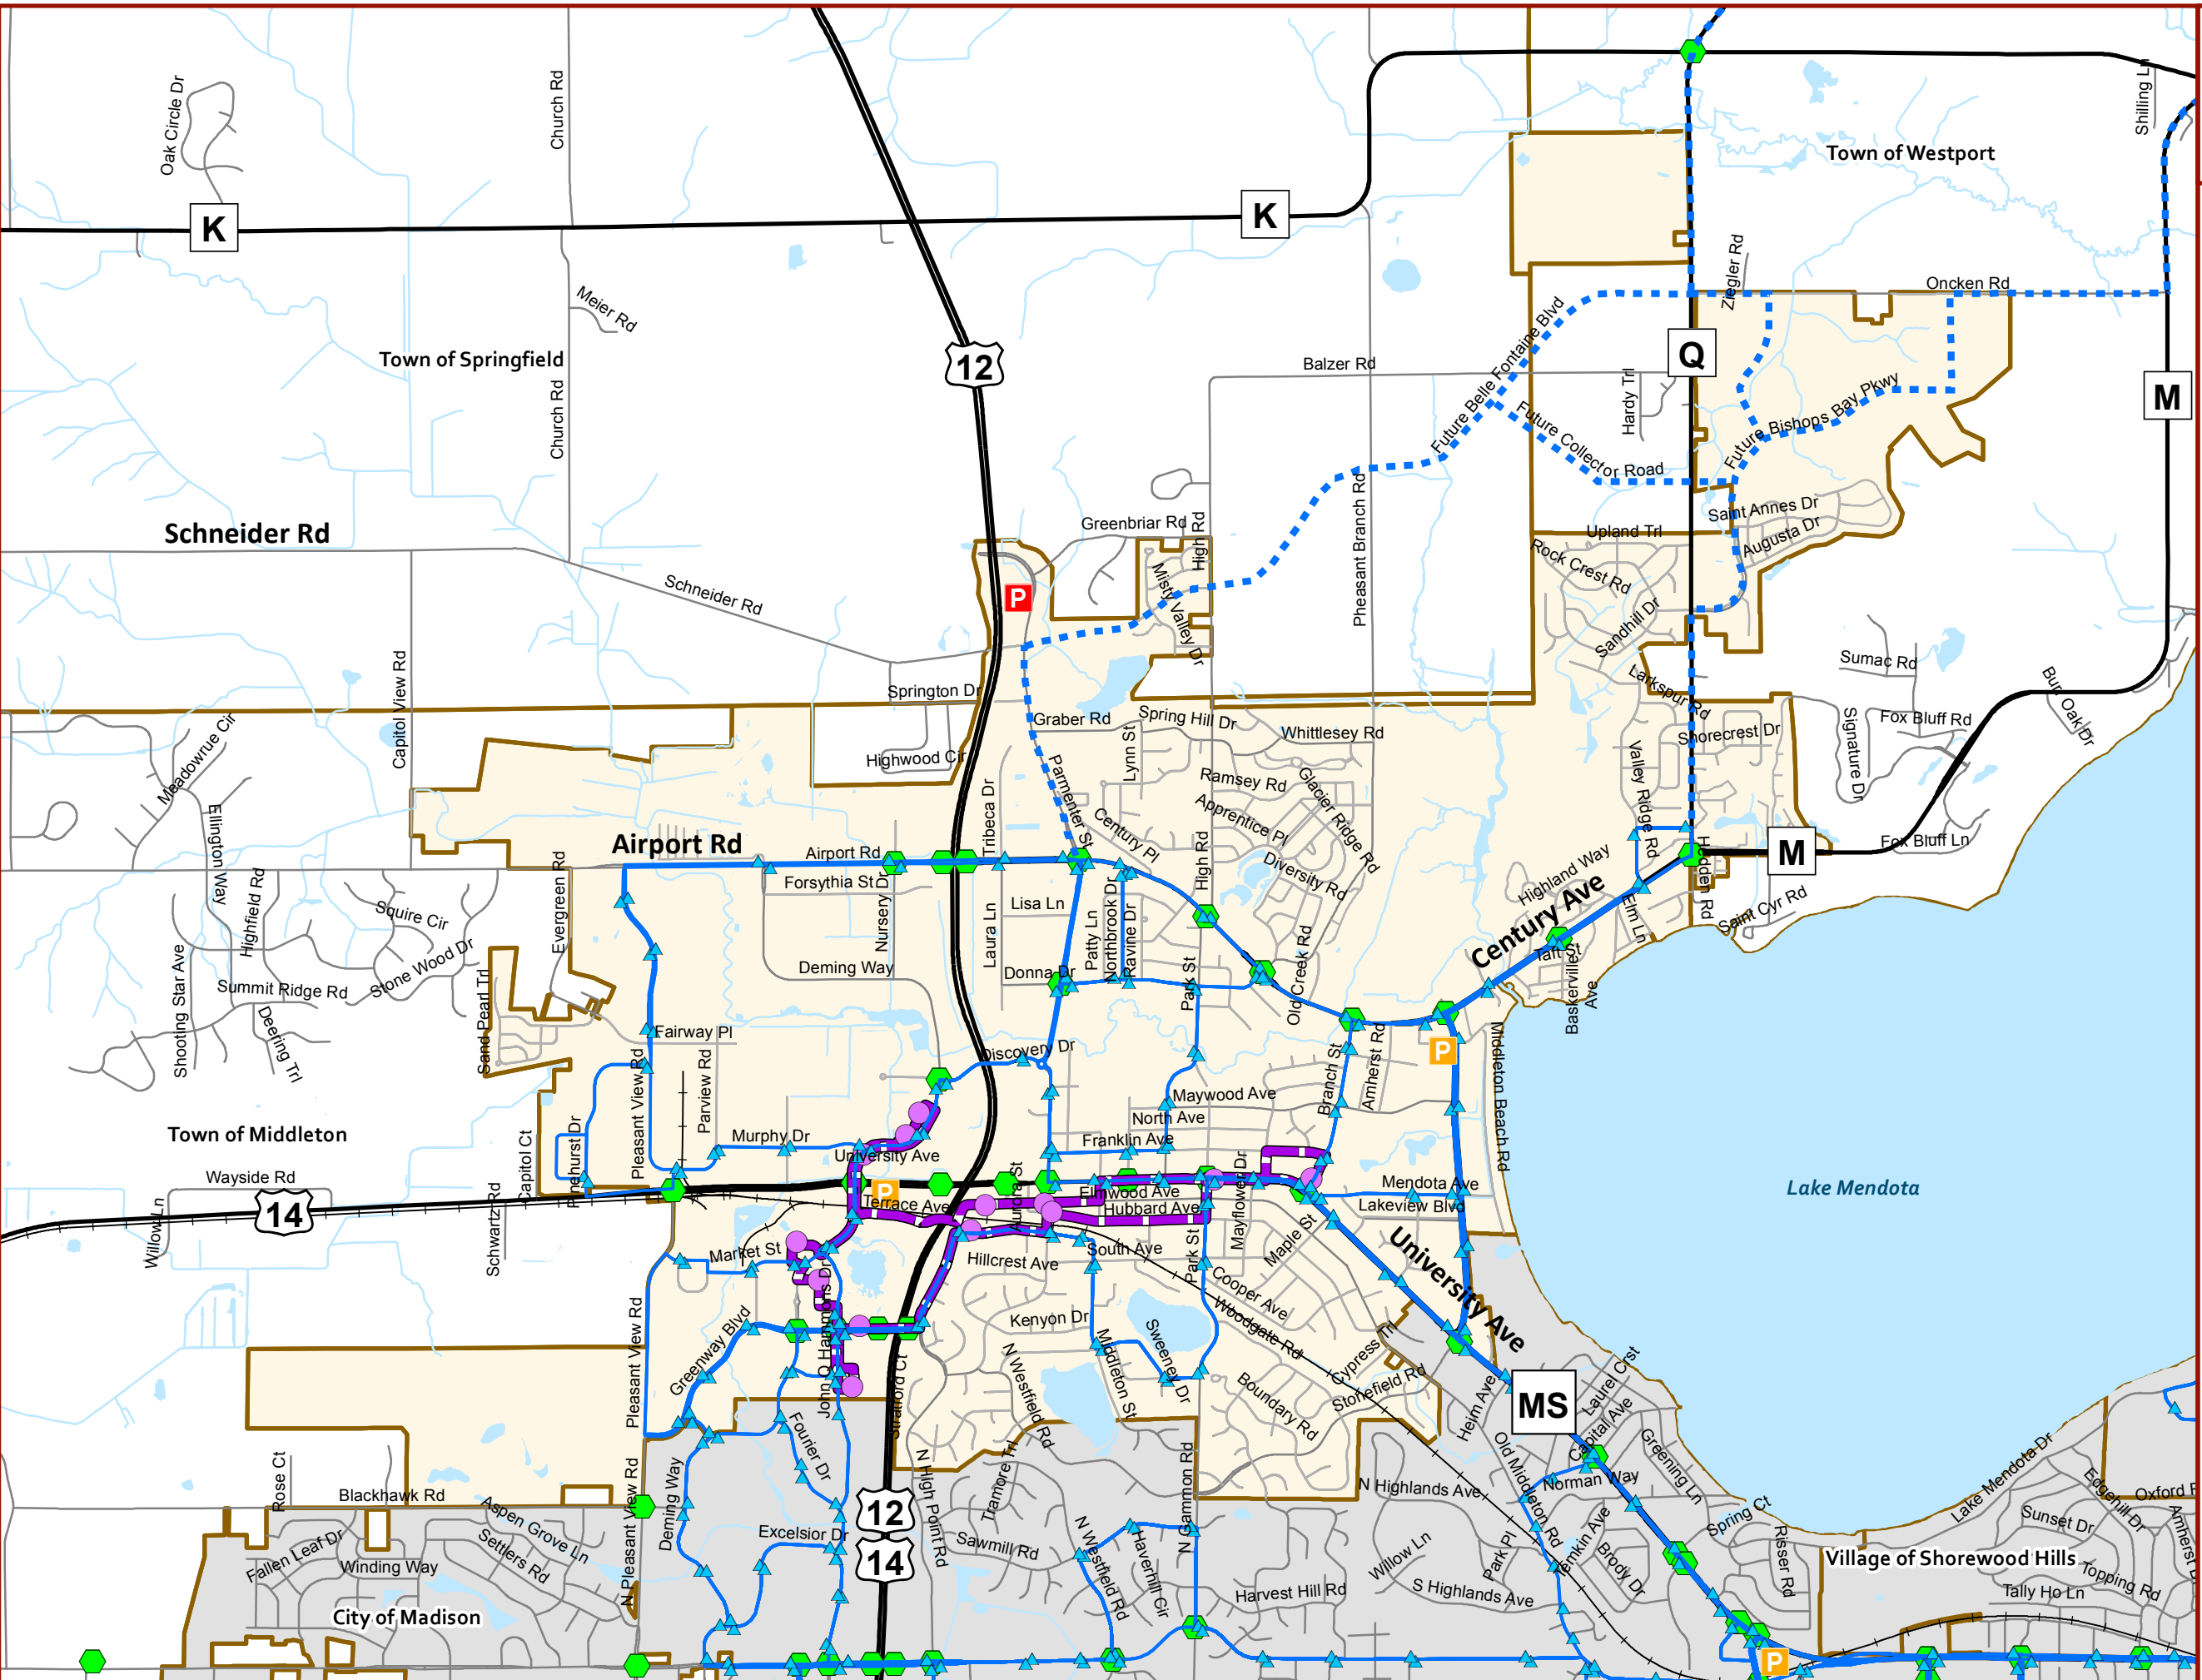 Oak Circle Dr
Church Rd
Shilling Ln
Town of Westport
K
K
Ziegler Rd
Oncken Rd
Meier Rd
Town of Springfield
12
Church Rd
Balzer Rd
Future Belle Fontaine Blvd
Hardy Trl
Q
M
Future Bishops Bay Pkwy
Future Collector Road
Schneider Rd
Greenbriar Rd
High Rd
Pheasant Branch Rd
Saint Annes Dr
Augusta Dr
Upland Trl
Rock Crest Rd
Schneider Rd
P
Misty Valley Dr
Sandhill Dr
Capitol View Rd
Springton Dr
Larkspur Rd
Sumac Rd
Bur Oak Dr
Meadowrue Cir
Graber Rd
Spring Hill Dr
Whittlesey Rd
Shorecrest Dr
Signature Dr
Fox Bluff Rd
Highwood Cir
Lynn St
Parmenter St
Ramsey Rd
Glacier Ridge Rd
Valley Ridge Rd
Tribeca Dr
Apprentice Pl
Century Pl
Ellington Way
Airport Rd
Airport Rd
High Rd
Diversity Rd
M
Fox Bluff Ln
Highfield Rd
Evergreen Rd
Forsythia St
Nursery Dr
Highland Way
Century Ave
Hedden Rd
Squire Cir
Lisa Ln
Laura Ln
Patty Ln
Northbrook Dr
Ravine Dr
Elm Ln
Saint Cyr Rd
Shooting Star Ave
Stone Wood Dr
Deming Way
Donna Dr
Park St
Old Creek Rd
Taft St
Baskerville Ave
Summit Ridge Rd
Deering Trl
Sand Pearl Trl
Fairway Pl
Pleasant View Rd
Parview Rd
Discovery Dr
P
Middleton Beach Rd
Branch St
Amherst Rd
Maywood Ave
North Ave
Town of Middleton
Capitol Ct
Pinehurst Dr
Murphy Dr
University Ave
Franklin Ave
Wayside Rd
14
Willow Ln
Schwartz Rd
P
Terrace Ave
Aurora St
Elmwood Ave
Hubbard Ave
Mayflower Dr
Mendota Ave
Lakeview Blvd
Lake Mendota
Market St
South Ave
Hillcrest Ave
Park St
Maple St
University Ave
Cooper Ave
Woodgate Rd
Pleasant View Rd
Greenway Blvd
John Q Hammons Dr
Kenyon Dr
Middleton St
Sweeney Dr
Cypress Trl
Stonefield Rd
Boundary Rd
Stratford Ct
N Westfield Rd
Heim Ave
MS
Laurel Crst
Capital Ave
Fourier Dr
Greening Ln
Rose Ct
Blackhawk Rd
N Pleasant View Rd
Deming Way
12
14
N High Point Rd
Tramore Trl
N Gammon Rd
N Highlands Ave
Old Middleton Rd
Norman Way
Lake Mendota Dr
Edgehill Dr
Aspen Grove Ln
Fallen Leaf Dr
Winding Way
Settlers Rd
Excelsior Dr
Sawmill Rd
N Westfield Rd
Haverhill Cir
Willow Ln
Park Pl
Temkin Ave
Brody Dr
Spring Ct
Risser Rd
Sunset Dr
Village of Shorewood Hills
Topping Rd
Harvest Hill Rd
S Highlands Ave
Tally Ho Ln
City of Madison
P